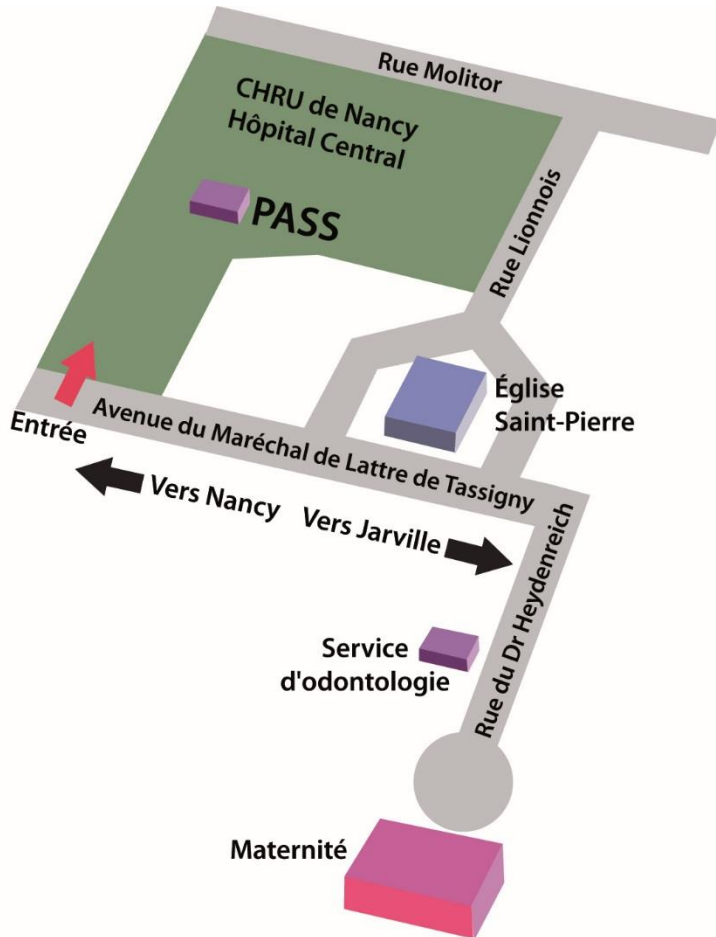 Rue Molitor
CHRU de Nancy
Hôpital Central
PASS
Rue Lionnois
Église
Saint-Pierre
Entrée
Avenue du Maréchal de Lattre de Tassigny
Vers Nancy
Vers Jarville
Rue du Dr Heydenreich
Service
d'odontologie
Maternité